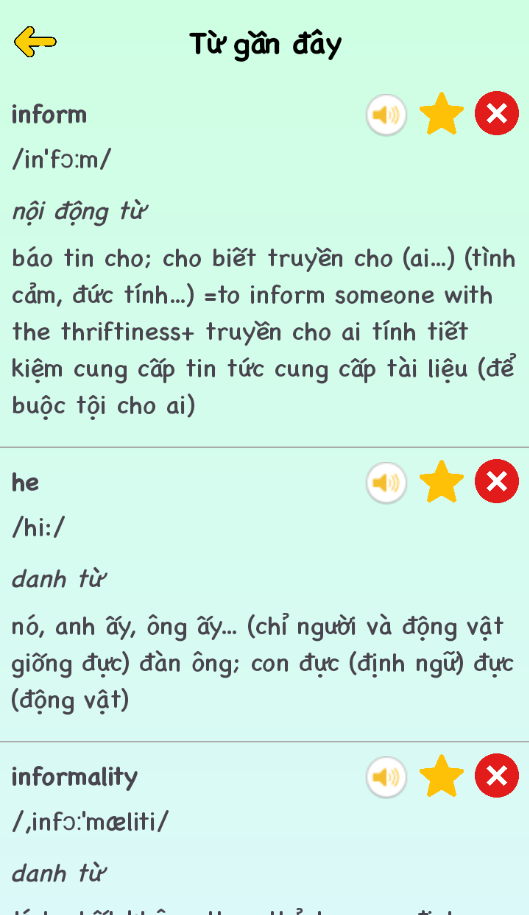 Từ gần đây
inform
/in'fɔ:m/
nội động từ
báo tin cho; cho biết truyền cho (ai...) (tình
cảm, đức tính...) =to inform someone with
the thriftiness+ truyền cho ai tính tiết
kiệm cung cấp tin tức cung cấp tài liệu (để
buộc tội cho ai)
he
/hi:/
danh từ
nó, anh ấy, ông ấy... (chỉ người và động vật
giống đực) đàn ông; con đực (định ngữ) đực
(động vật)
informality
/,infɔ:'mæliti/
danh từ